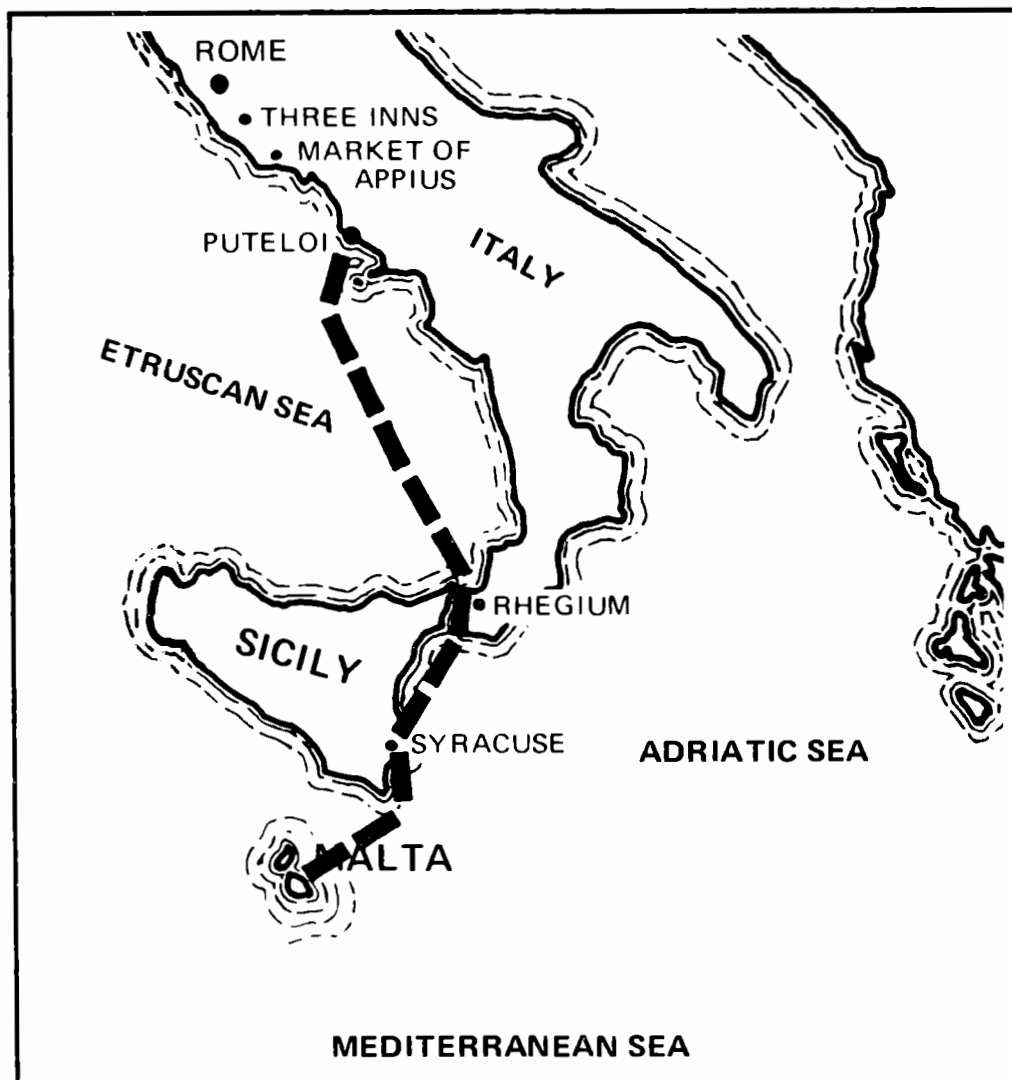 ROME
THREE INNS
MARKET OF
APPIUS
PUTELOI
ITALY
ETRUSCAN SEA
RHEGIUM
SICILY
SYRACUSE
ADRIATIC SEA
MALTA
MEDITERRANEAN SEA